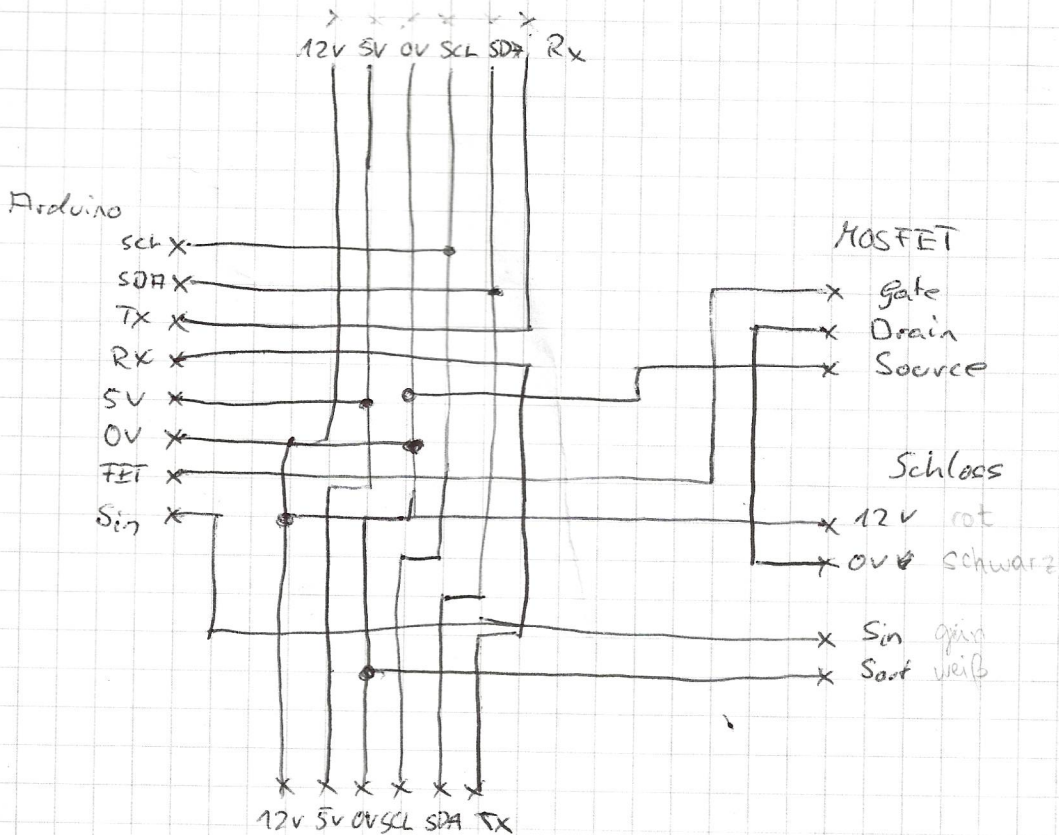 12V 5V 0V SCL SDA Rx
Arduino
SCL
SDA
TX
RX
5V
0V
FET
Sin
MOSFET
Gate
Drain
Source
Schloss
12V rot
0V schwarz
Sin grün
Sout weiß
12V 5V 0V SCL SDA TX